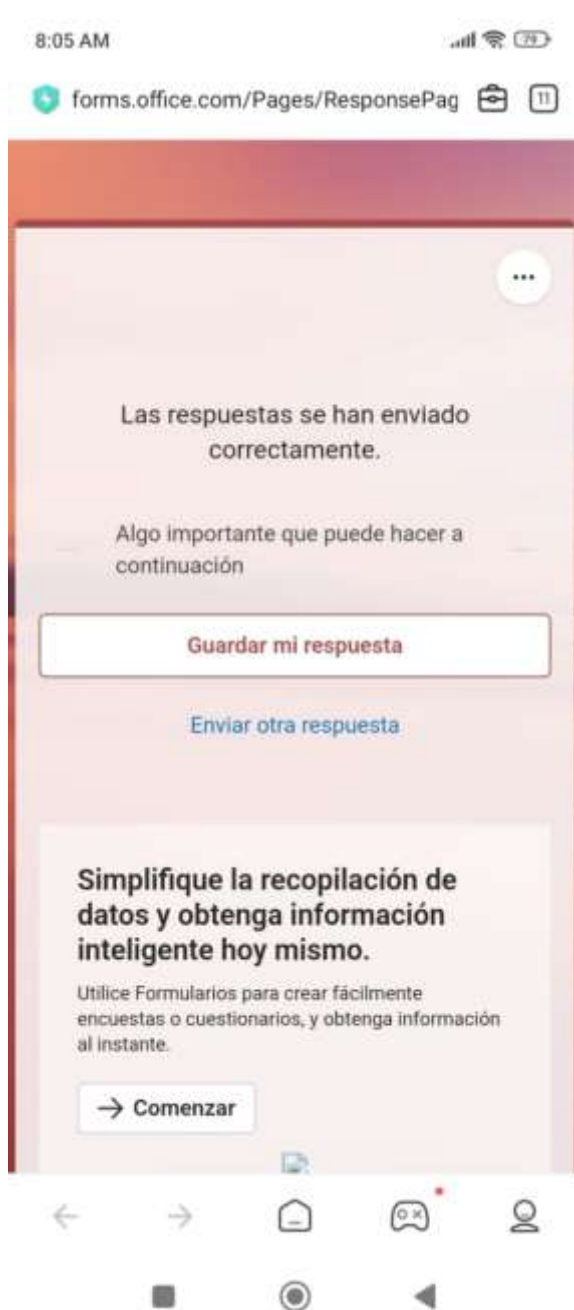 8:05 AM
79
forms.office.com/Pages/ResponsePag
11
Las respuestas se han enviado
correctamente.
Algo importante que puede hacer a
continuación
Guardar mi respuesta
Enviar otra respuesta
Simplifique la recopilación de
datos y obtenga información
inteligente hoy mismo.
Utilice Formularios para crear fácilmente
encuestas o cuestionarios, y obtenga información
al instante.
Comenzar